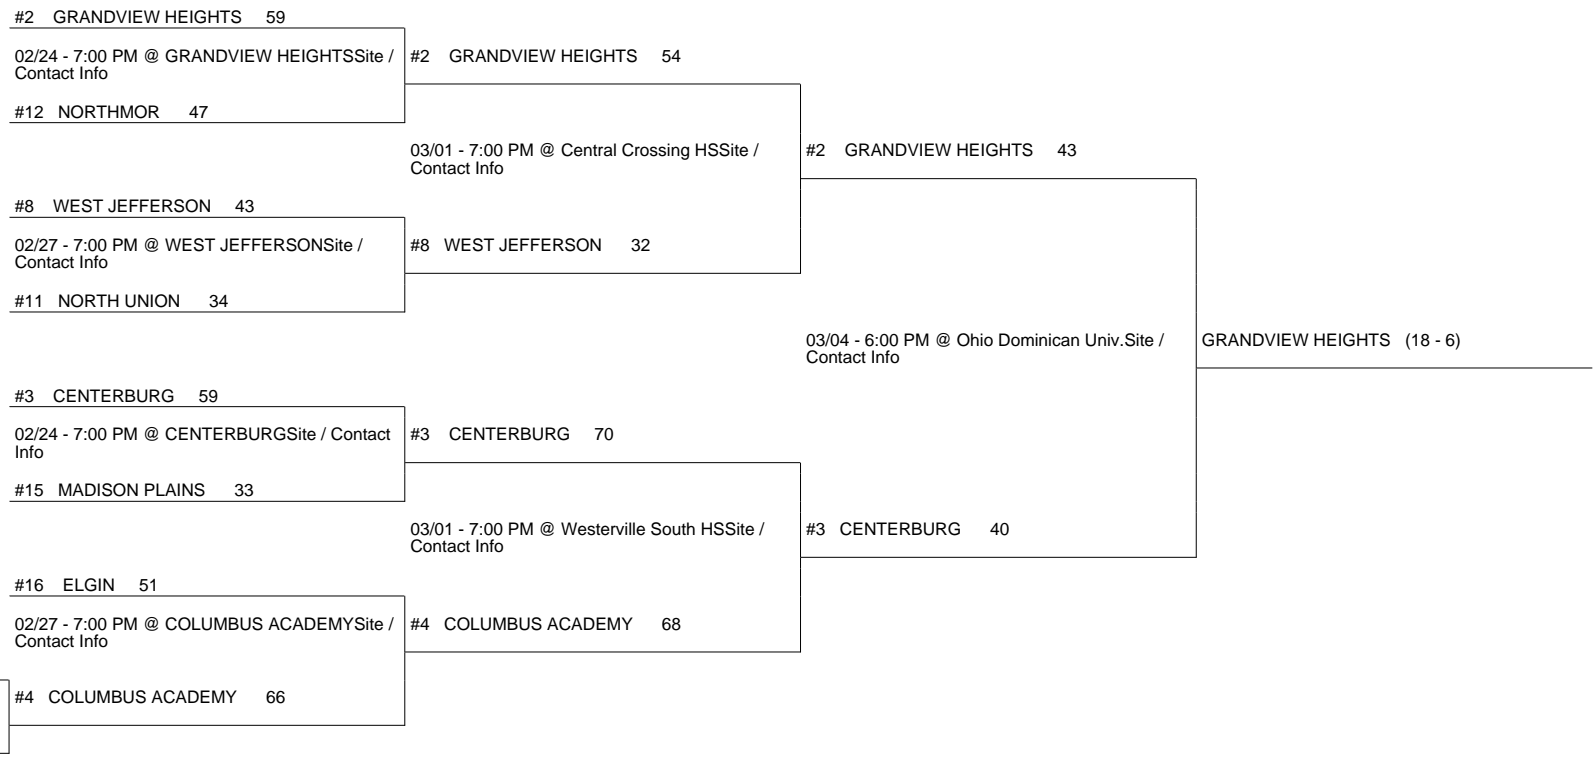 #2 GRANDVIEW HEIGHTS 59
02/24 - 7:00 PM @ GRANDVIEW HEIGHTSSite /
Contact Info
#12 NORTHMOR 47
#8 WEST JEFFERSON 43
02/27 - 7:00 PM @ WEST JEFFERSONSite /
Contact Info
#11 NORTH UNION 34
#3 CENTERBURG 59
02/24 - 7:00 PM @ CENTERBURGSite / Contact
Info
#15 MADISON PLAINS 33
#16 ELGIN 51
02/27 - 7:00 PM @ COLUMBUS ACADEMYSite /
Contact Info
#4 COLUMBUS ACADEMY 66
#2 GRANDVIEW HEIGHTS 54
03/01 - 7:00 PM @ Central Crossing HSSite /
Contact Info
#8 WEST JEFFERSON 32
#3 CENTERBURG 70
03/01 - 7:00 PM @ Westerville South HSSite /
Contact Info
#4 COLUMBUS ACADEMY 68
#2 GRANDVIEW HEIGHTS 43
03/04 - 6:00 PM @ Ohio Dominican Univ.Site /
Contact Info
#3 CENTERBURG 40
GRANDVIEW HEIGHTS (18 - 6)